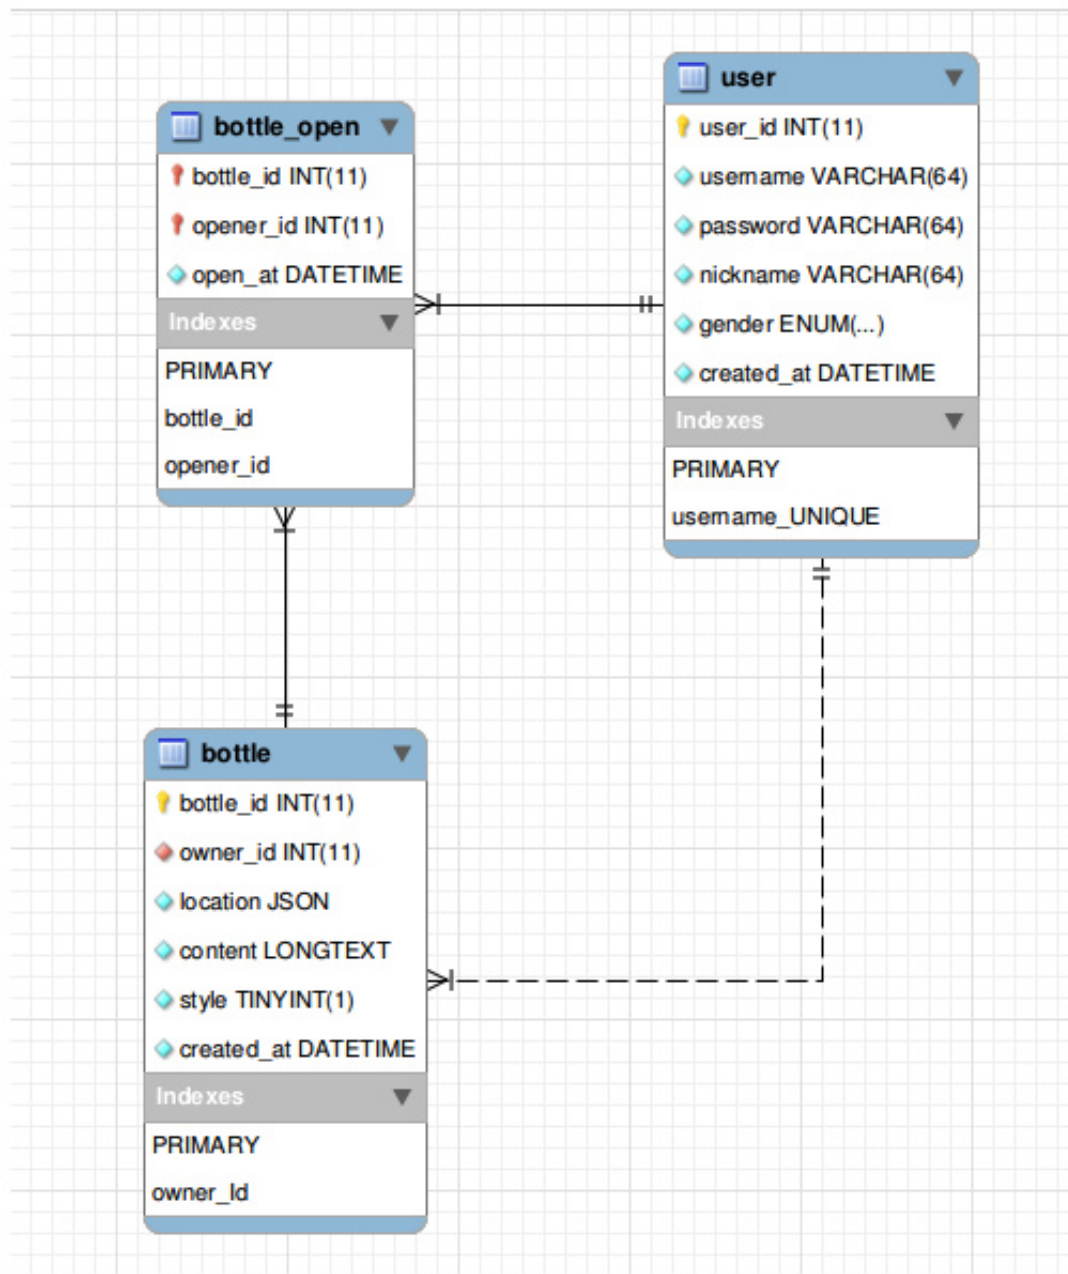 bottle_open
bottle_id INT(11)
opener_id INT(11)
open_at DATETIME
Indexes
PRIMARY
bottle_id
opener_id
user
user_id INT(11)
username VARCHAR(64)
password VARCHAR(64)
nickname VARCHAR(64)
gender ENUM(...)
created_at DATETIME
Indexes
PRIMARY
username_UNIQUE
bottle
bottle_id INT(11)
owner_id INT(11)
location JSON
content LONGTEXT
style TINYINT(1)
created_at DATETIME
Indexes
PRIMARY
owner_Id